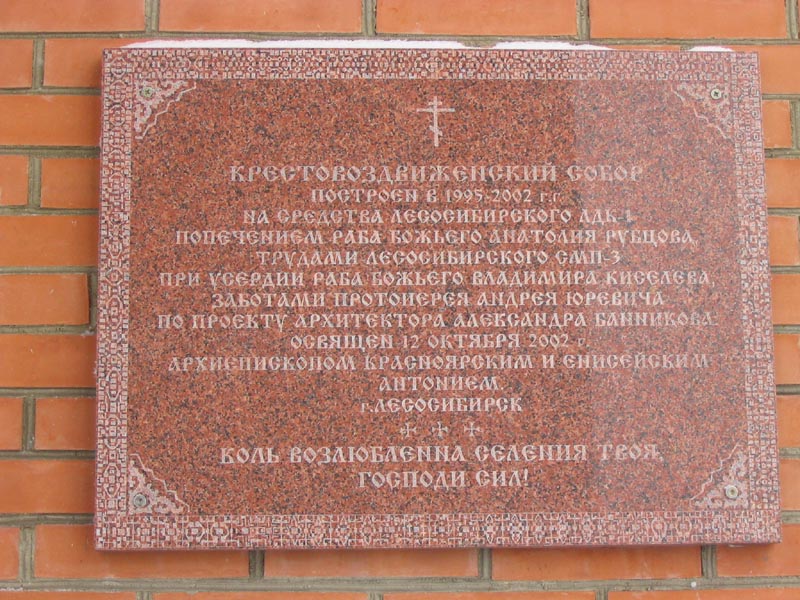 КРЕСТОВОЗДВИЖЕНСКИЙ СОБОР
ПОСТРОЕН В 1995-2002 г.г.
НА СРЕДСТВА ЛЕСОСИБИРСКОГО ЛДК-1
ПОПЕЧЕНИЕМ РАБА БОЖЬЕГО АНАТОЛИЯ РУБЦОВА,
ТРУДАМИ ЛЕСОСИБИРСКОГО СМП-3
ПРИ УСЕРДИИ РАБА БОЖЬЕГО ВЛАДИМИРА КИСЕЛЕВА,
ЗАБОТАМИ ПРОТОИЕРЕЯ АНДРЕЯ ЮРЕВИЧА
ПО ПРОЕКТУ АРХИТЕКТОРА АЛЕКСАНДРА БАННИКОВА.
ОСВЯЩЕН 12 ОКТЯБРЯ 2002 г.
АРХИЕПИСКОПОМ КРАСНОЯРСКИМ И ЕНИСЕЙСКИМ
АНТОНИЕМ.
г.ЛЕСОСИБИРСК
КОЛЬ ВОЗЛЮБЛЕННА СЕЛЕНИЯ ТВОЯ,
ГОСПОДИ СИЛ!